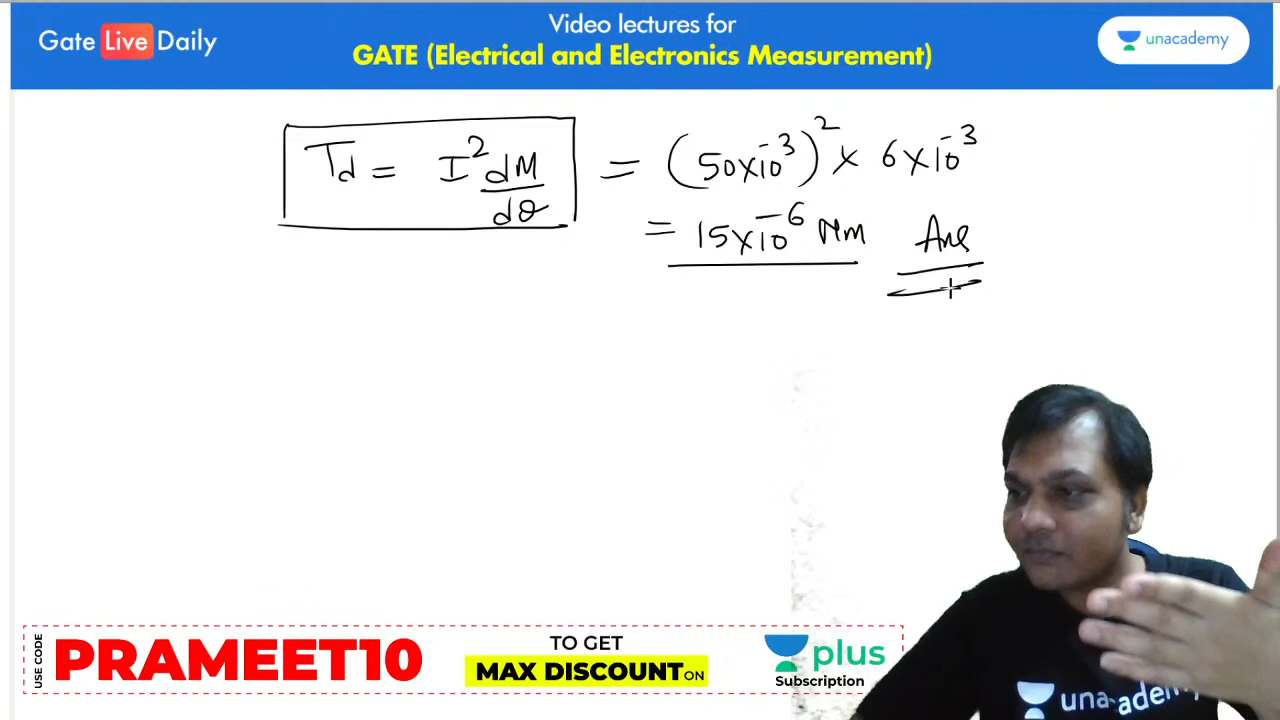 Gate Live Daily
Video lectures for
GATE (Electrical and Electronics Measurement)
unacademy
Td = I² dM/dθ = (50×10⁻³)² × 6×10⁻³
= 15×10⁻⁶ Nm Ans
USE CODE
PRAMEET10
TO GET
MAX DISCOUNT ON
plus
Subscription
unacademy